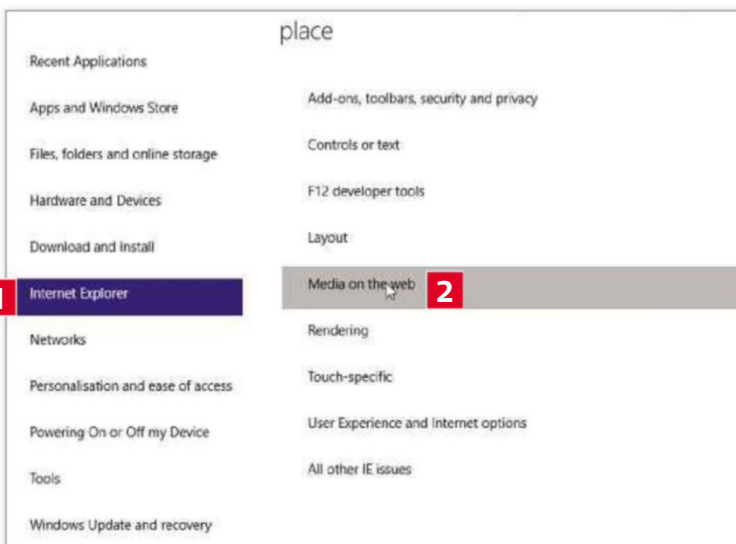 place
Recent Applications
Apps and Windows Store
Files, folders and online storage
Hardware and Devices
Download and Install
1 Internet Explorer
Networks
Personalisation and ease of access
Powering On or Off my Device
Tools
Windows Update and recovery
Add-ons, toolbars, security and privacy
Controls or text
F12 developer tools
Layout
Media on the web 2
Rendering
Touch-specific
User Experience and Internet options
All other IE issues